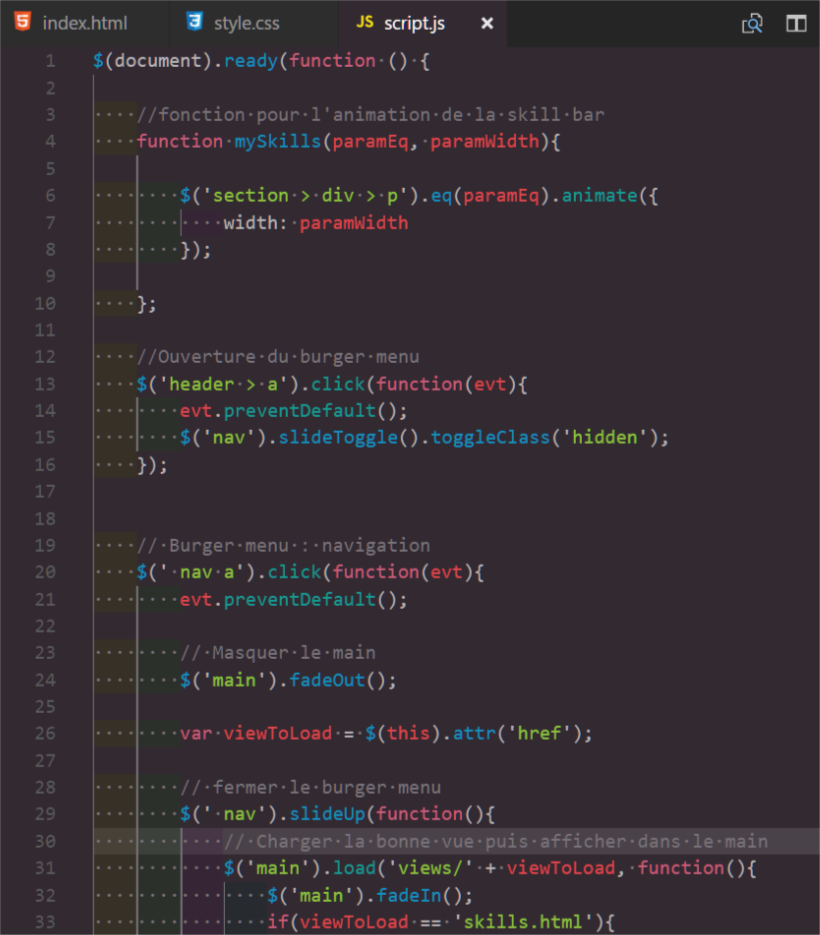 index.html style.css JS script.js ×
1 $(document).ready(function () {
2
3 //fonction pour l'animation de la skill bar
4 function mySkills(paramEq, paramWidth){
5
6 $('section > div > p').eq(paramEq).animate({
7 width: paramWidth
8 });
9
10 };
11
12 //Ouverture du burger menu
13 $('header > a').click(function(evt){
14 evt.preventDefault();
15 $('nav').slideToggle().toggleClass('hidden');
16 });
17
18
19 // Burger menu : navigation
20 $(' nav a').click(function(evt){
21 evt.preventDefault();
22
23 // Masquer le main
24 $('main').fadeOut();
25
26 var viewToLoad = $(this).attr('href');
27
28 // fermer le burger menu
29 $(' nav').slideUp(function(){
30 // Charger la bonne vue puis afficher dans le main
31 $('main').load('views/' + viewToLoad, function(){
32 $('main').fadeIn();
33 if(viewToLoad == 'skills.html'){